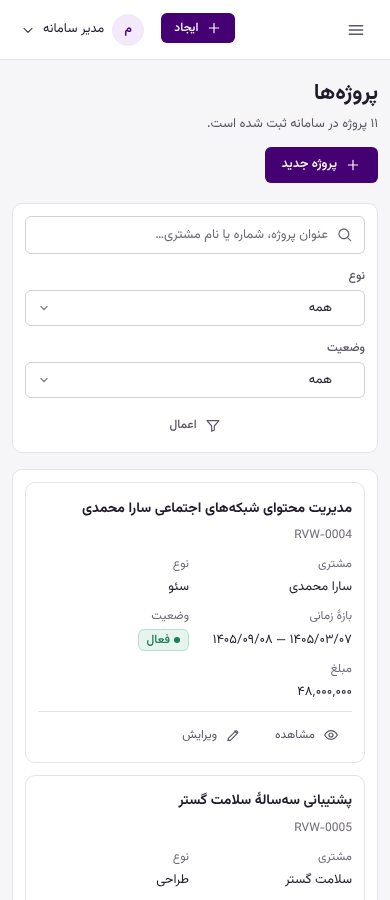 ایجاد
م
مدیر سامانه
پروژه‌ها
۱۱ پروژه در سامانه ثبت شده است.
پروژه جدید
عنوان پروژه، شماره یا نام مشتری...
نوع
همه
وضعیت
همه
اعمال
مدیریت محتوای شبکه‌های اجتماعی سارا محمدی
RVW-0004
مشتری
نوع
سارا محمدی
سئو
بازهٔ زمانی
وضعیت
۱۴۰۵/۰۳/۰۷ — ۱۴۰۵/۰۹/۰۸
فعال
مبلغ
۴۸,۰۰۰,۰۰۰
مشاهده
ویرایش
پشتیبانی سه‌سالهٔ سلامت گستر
RVW-0005
مشتری
نوع
سلامت گستر
طراحی